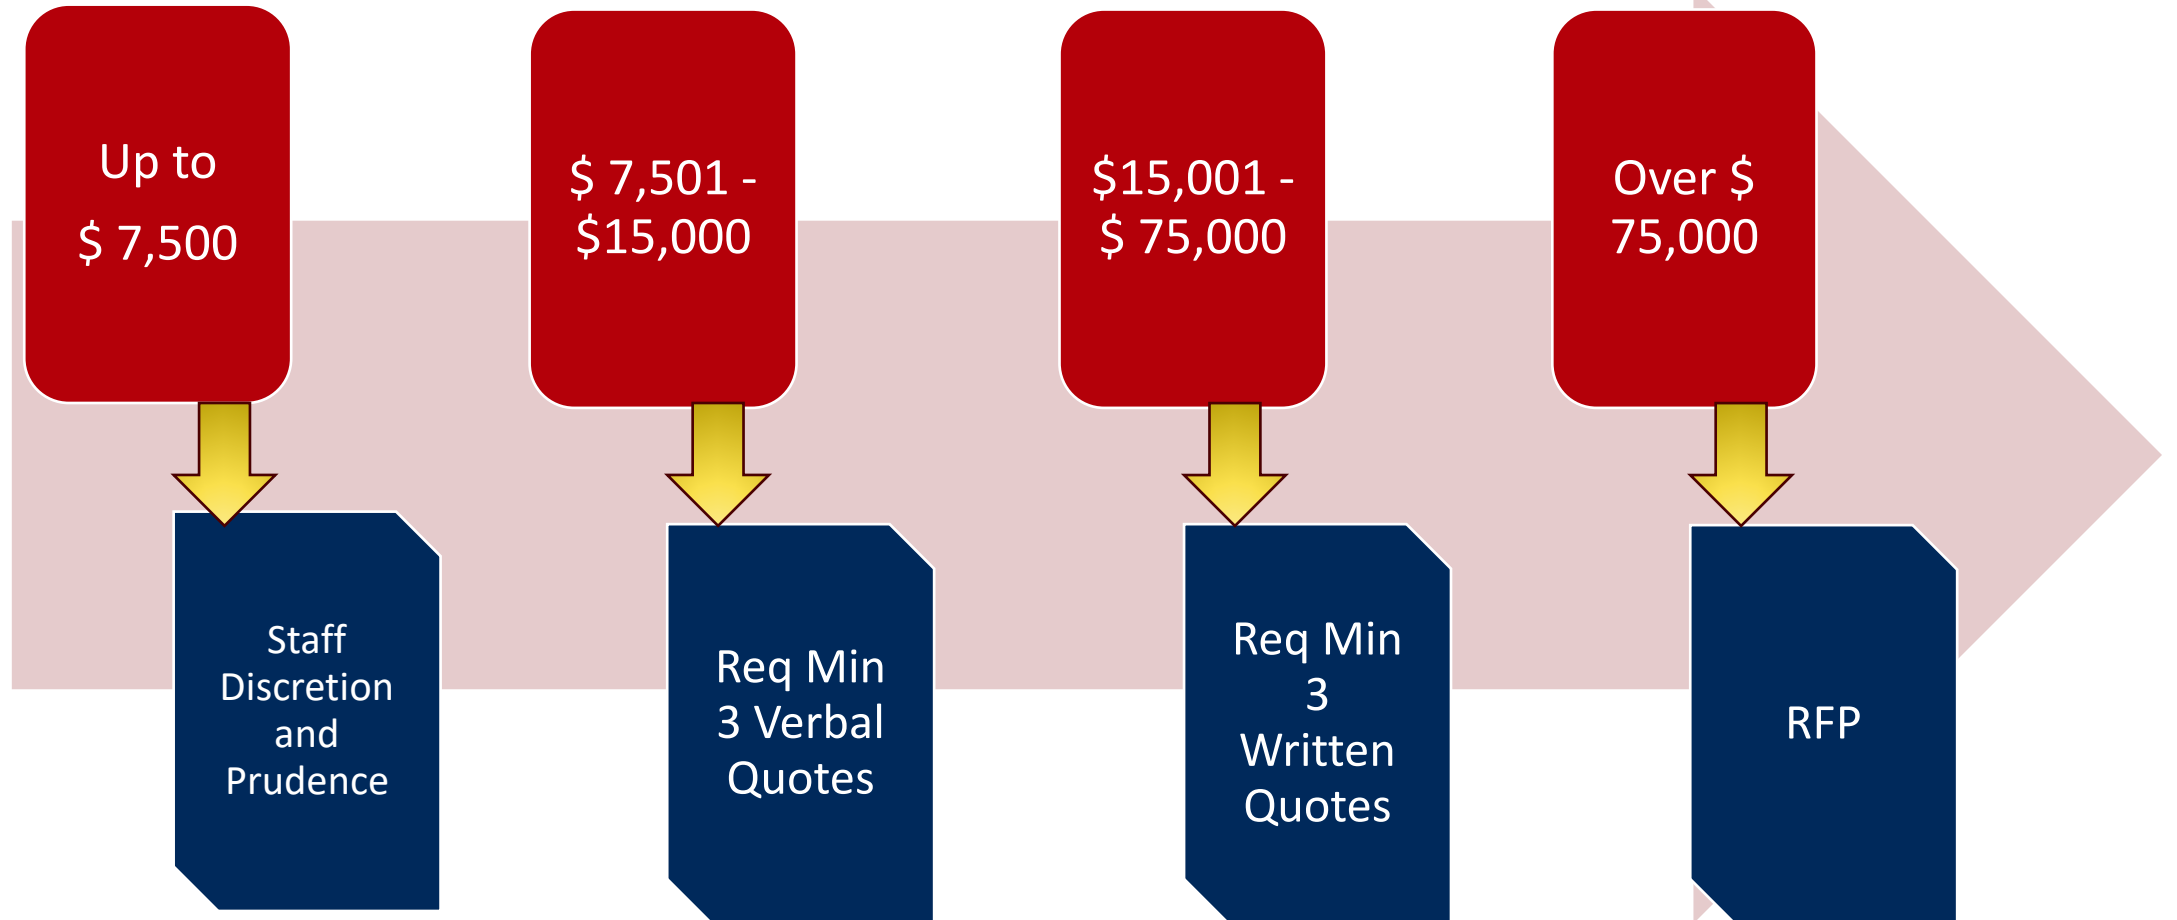 Up to
$ 7,500
$ 7,501 -
$15,000
$15,001 -
$ 75,000
Over $
75,000
Staff
Discretion
and
Prudence
Req Min
3 Verbal
Quotes
Req Min
3
Written
Quotes
RFP